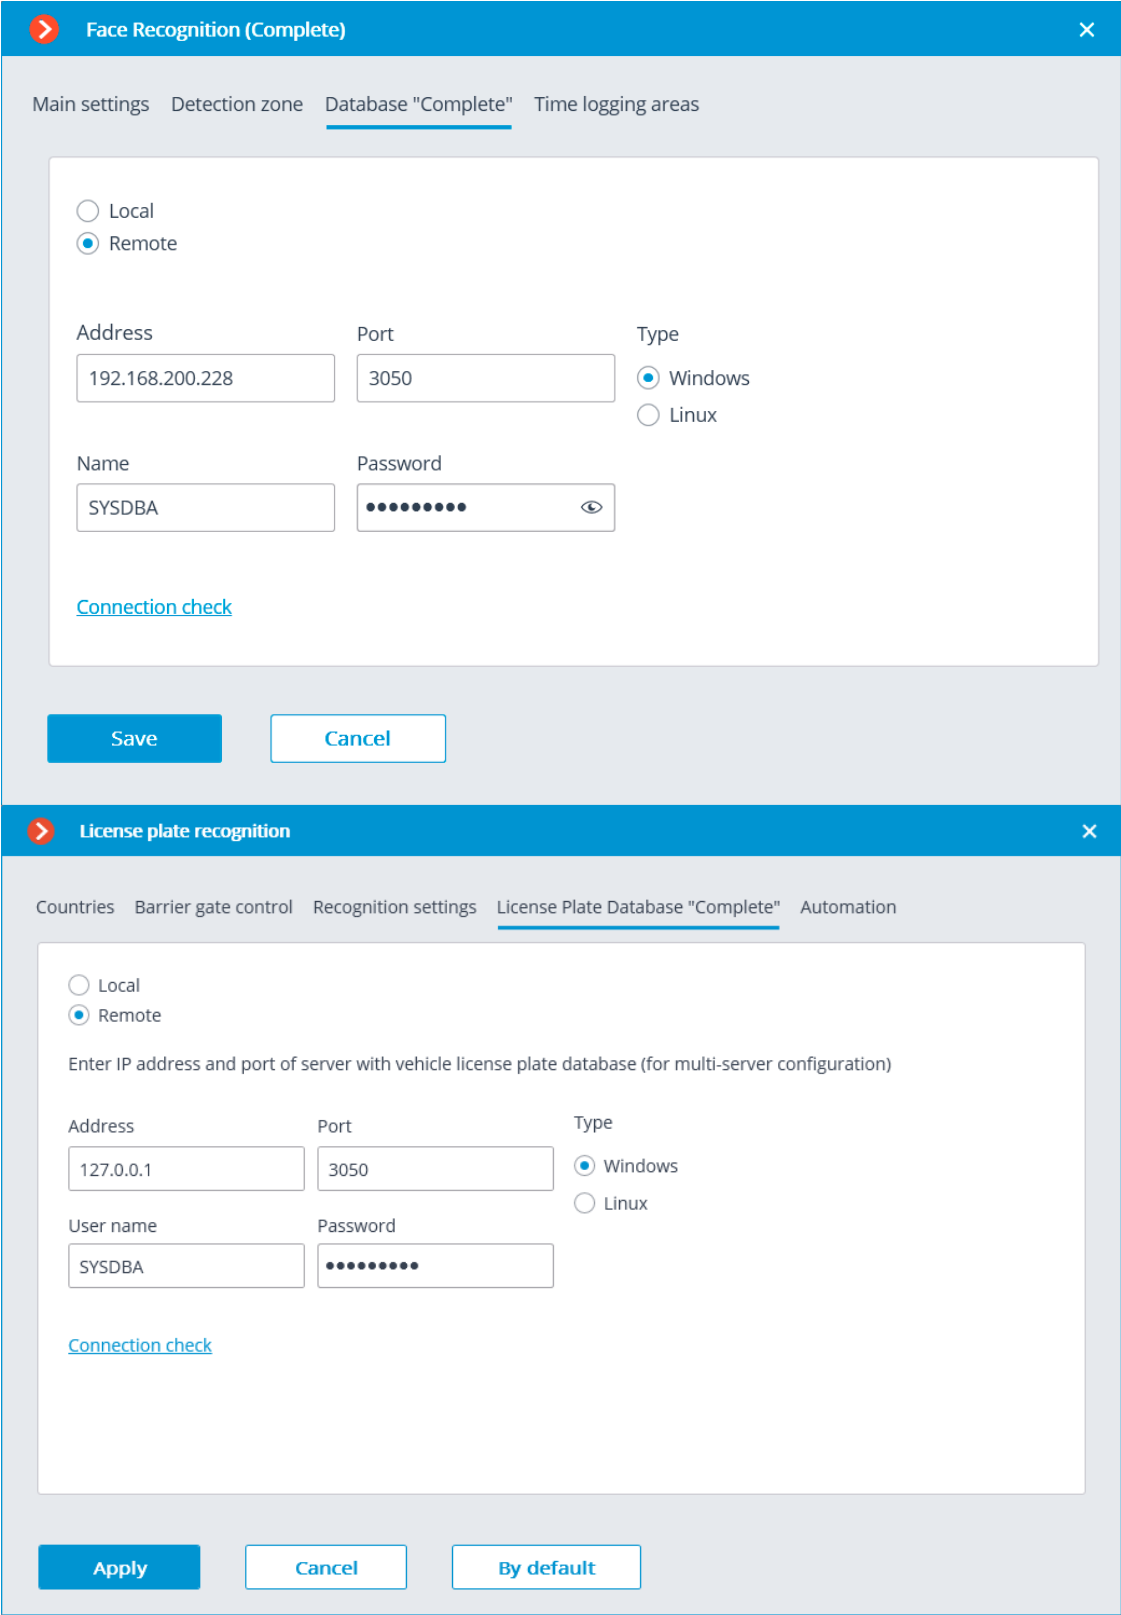 Face Recognition (Complete)
Main settings Detection zone Database "Complete" Time logging areas
Local
Remote
Address Port Type
192.168.200.228 3050 Windows
Linux
Name Password
SYSDBA •••••••••
Connection check
Save Cancel
License plate recognition
Countries Barrier gate control Recognition settings License Plate Database "Complete" Automation
Local
Remote
Enter IP address and port of server with vehicle license plate database (for multi-server configuration)
Address Port Type
127.0.0.1 3050 Windows
Linux
User name Password
SYSDBA •••••••••
Connection check
Apply Cancel By default